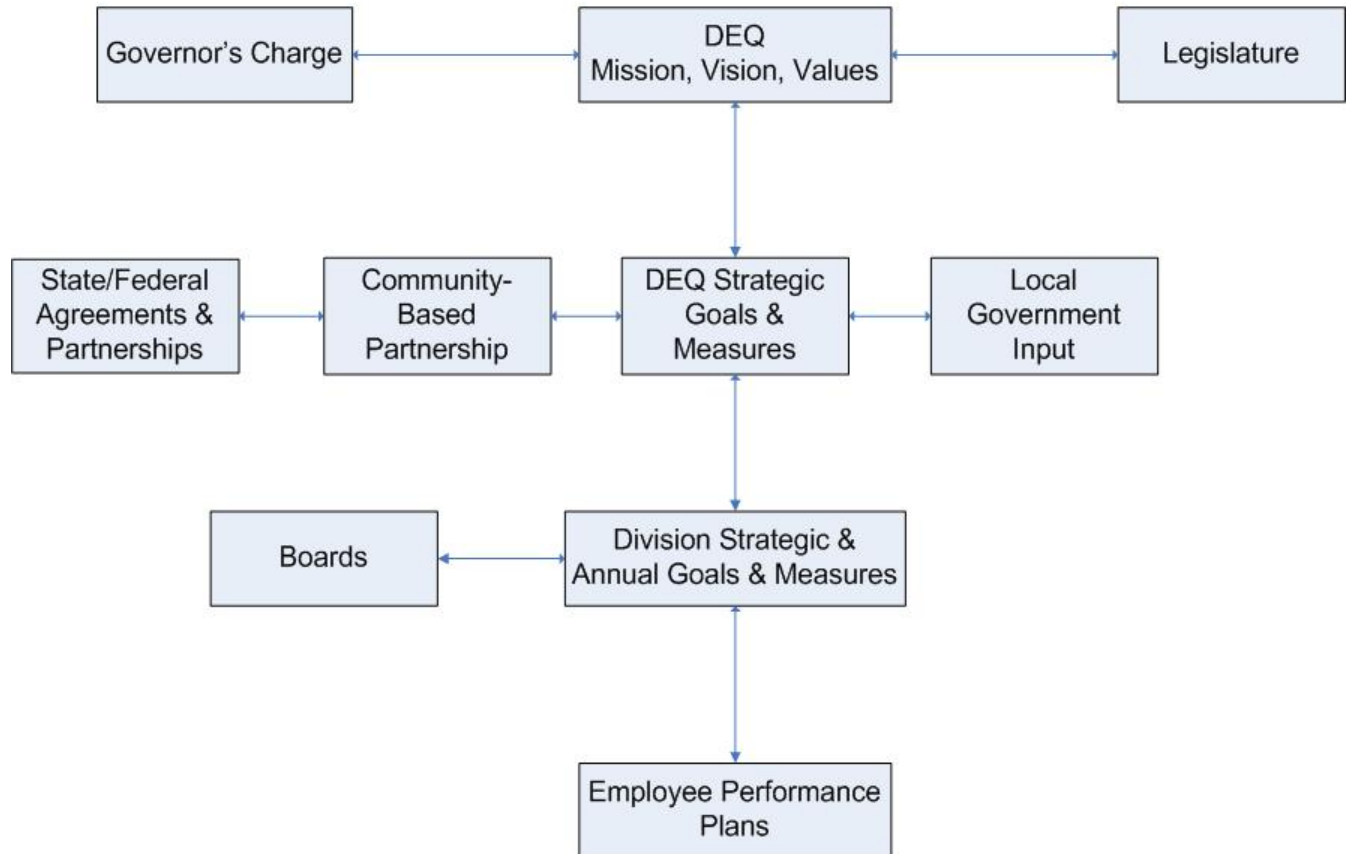 Governor's Charge
DEQ
Mission, Vision, Values
Legislature
State/Federal
Agreements &
Partnerships
Community-
Based
Partnership
DEQ Strategic
Goals &
Measures
Local
Government
Input
Boards
Division Strategic &
Annual Goals & Measures
Employee Performance
Plans